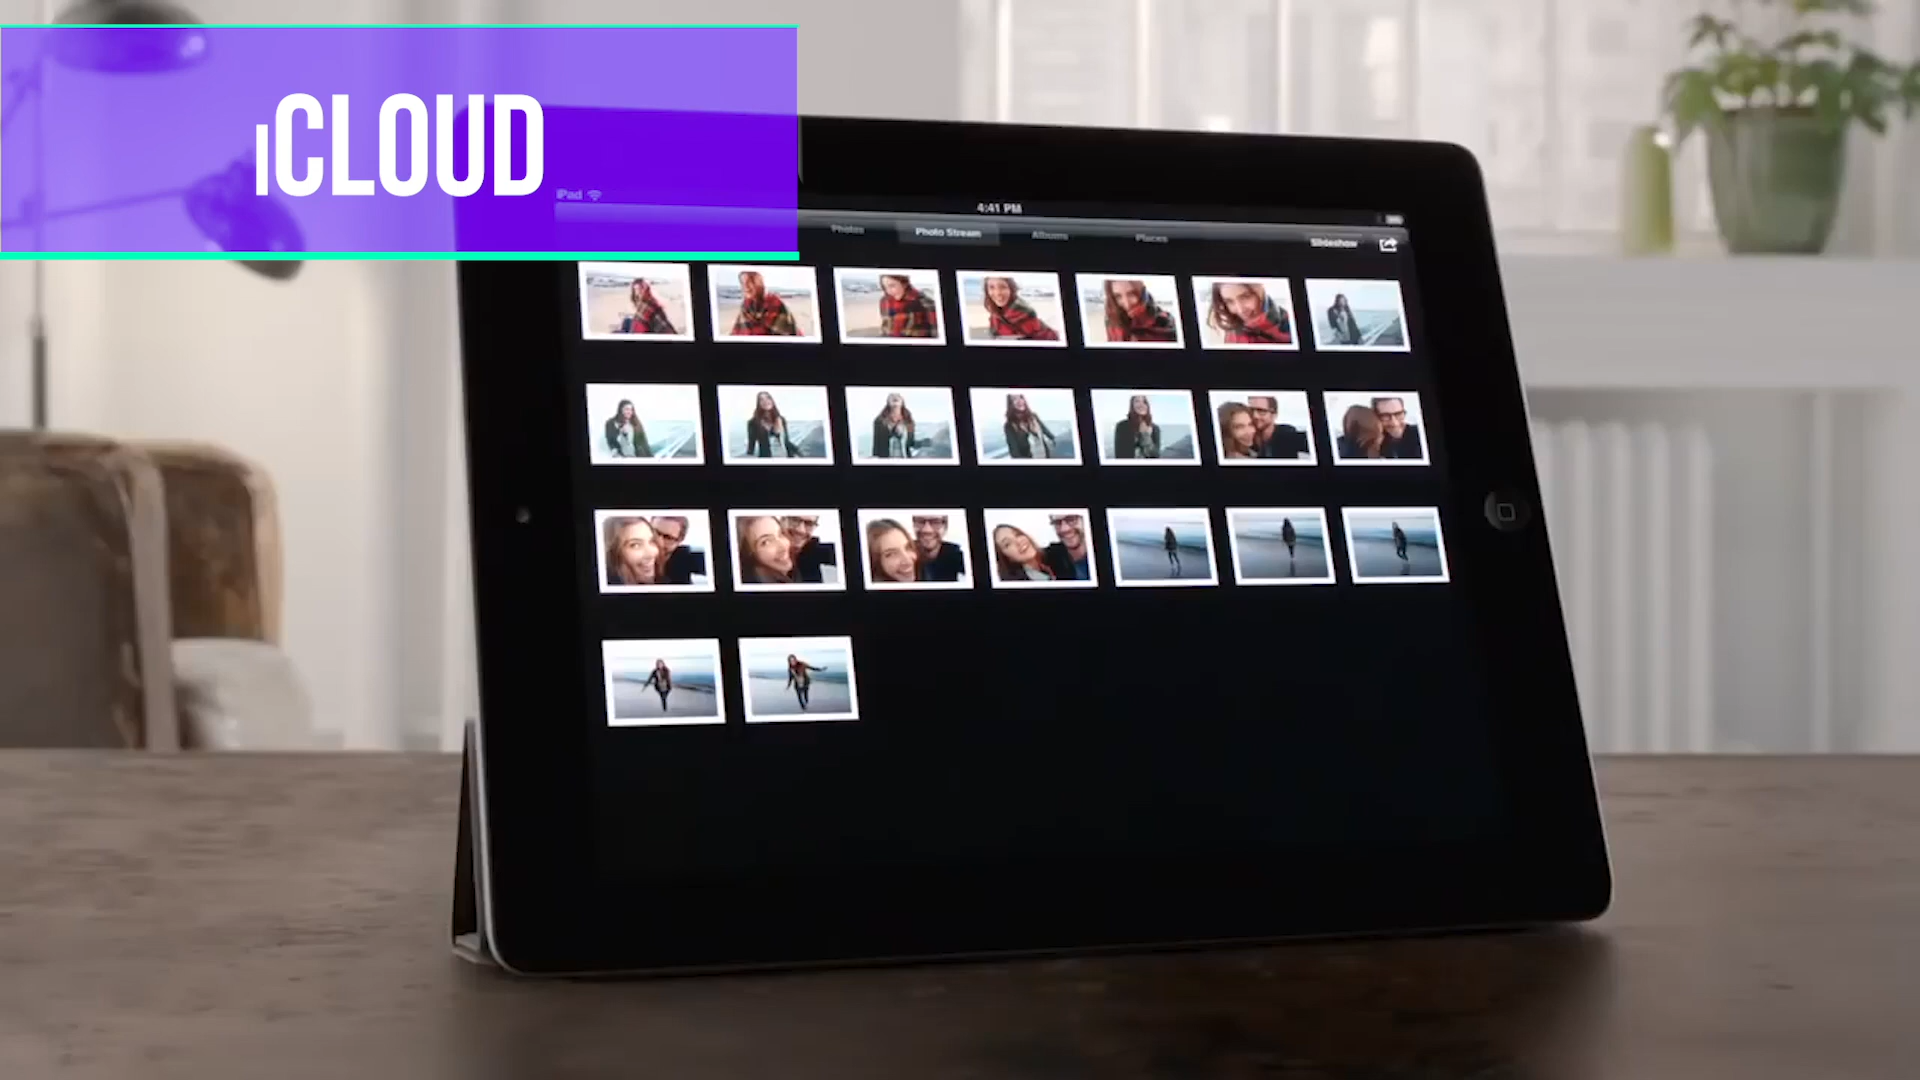 iCLOUD
iPad
4:41 PM
Photos
Photo Stream
Albums
Places
Slideshow